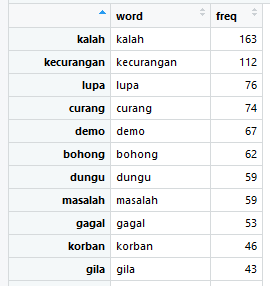 word freq
kalah kalah 163
kecurangan kecurangan 112
lupa lupa 76
curang curang 74
demo demo 67
bohong bohong 62
dungu dungu 59
masalah masalah 59
gagal gagal 53
korban korban 46
gila gila 43